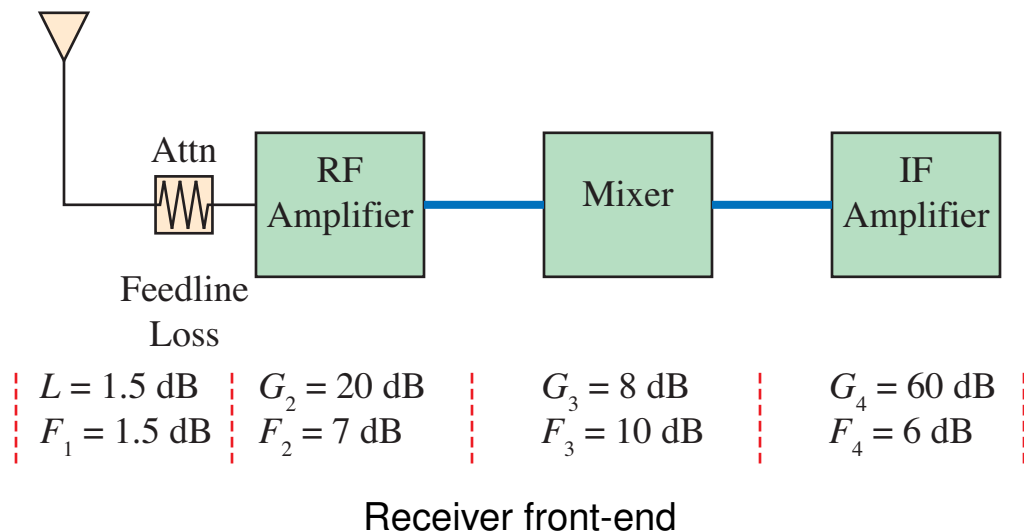 Attn
RF
Amplifier
Mixer
IF
Amplifier
Feedline
Loss
L = 1.5 dB
F₁ = 1.5 dB
G₂ = 20 dB
F₂ = 7 dB
G₃ = 8 dB
F₃ = 10 dB
G₄ = 60 dB
F₄ = 6 dB
Receiver front-end